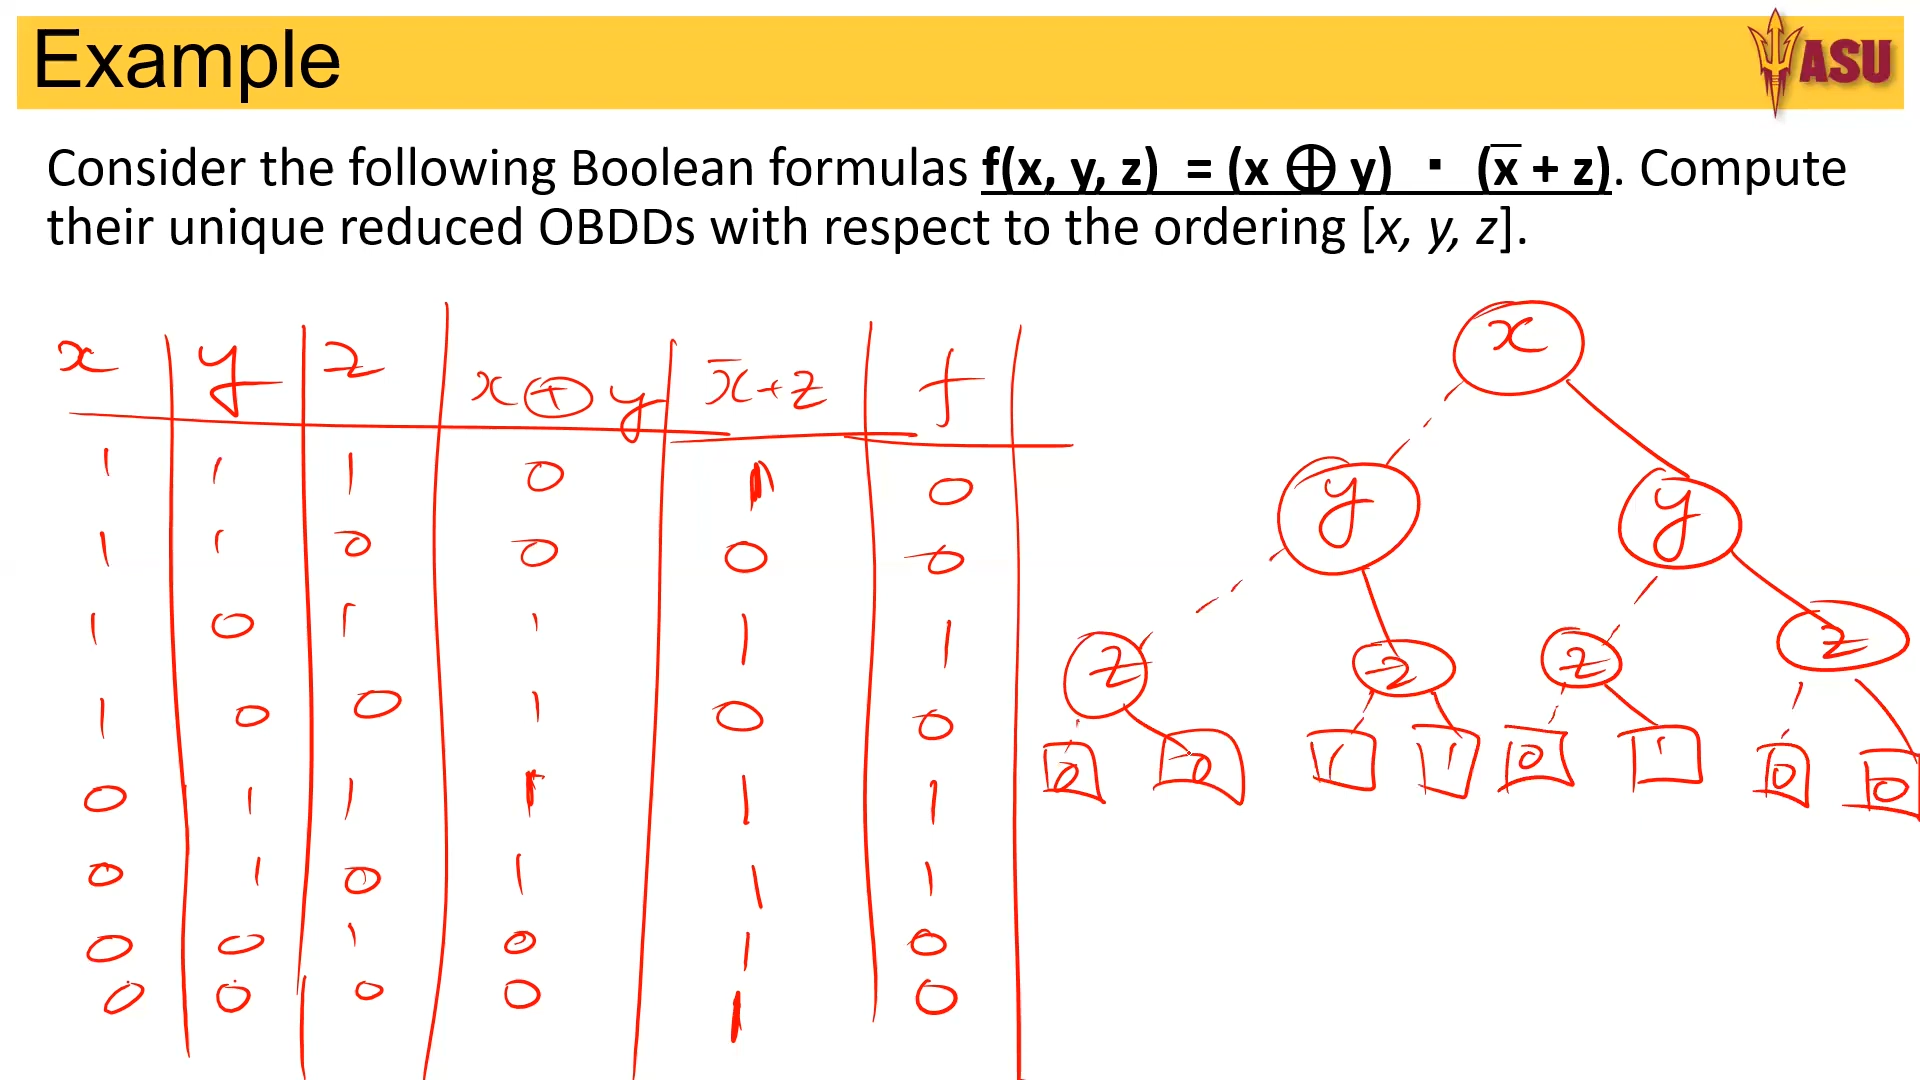 Example
ASU
Consider the following Boolean formulas f(x, y, z) = (x ⊕ y) · (x̅ + z). Compute
their unique reduced OBDDs with respect to the ordering [x, y, z].
x y z x ⊕ y x̅ + z f
1 1 1 0 1 0
1 1 0 0 0 0
1 0 1 1 1 1
1 0 0 1 0 0
0 1 1 1 1 1
0 1 0 1 1 1
0 0 1 0 1 0
0 0 0 0 1 0
x
y y
z z z z
0 0 1 1 0 1 0 0